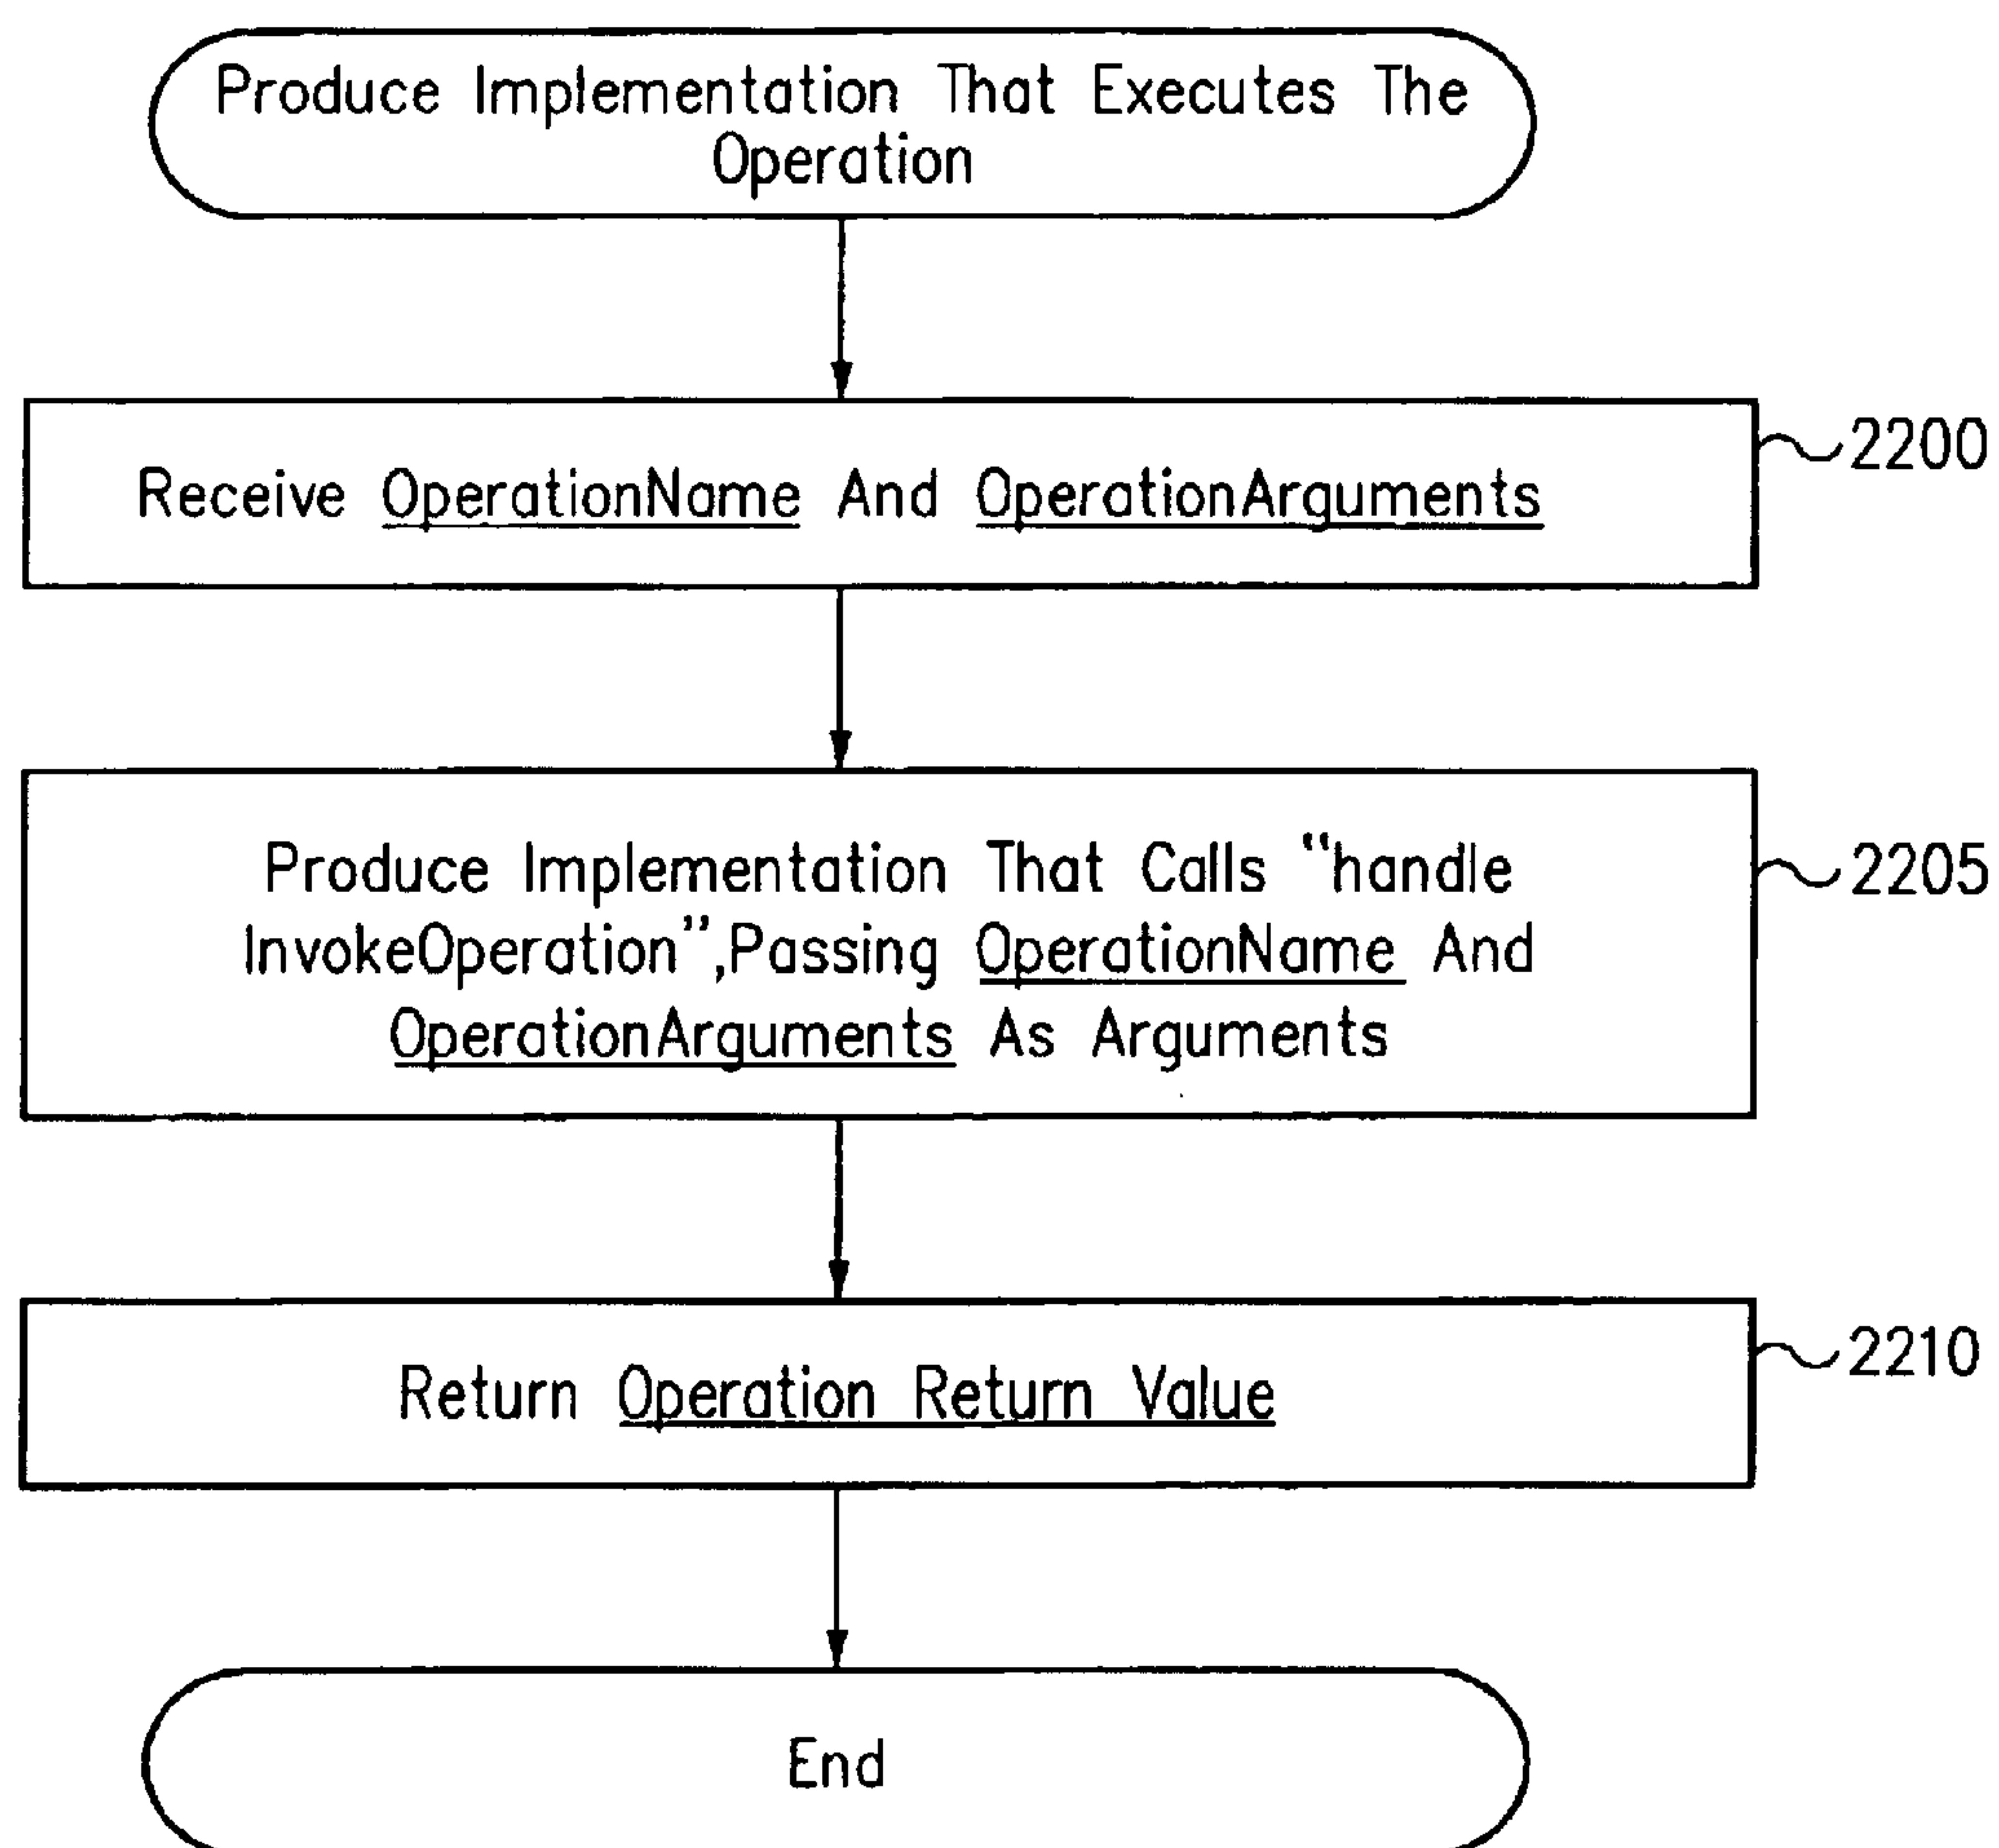 Produce Implementation That Executes The
Operation
Receive OperationName And OperationArguments
2200
Produce Implementation That Calls "handle
InvokeOperation",Passing OperationName And
OperationArguments As Arguments
2205
Return Operation Return Value
2210
End